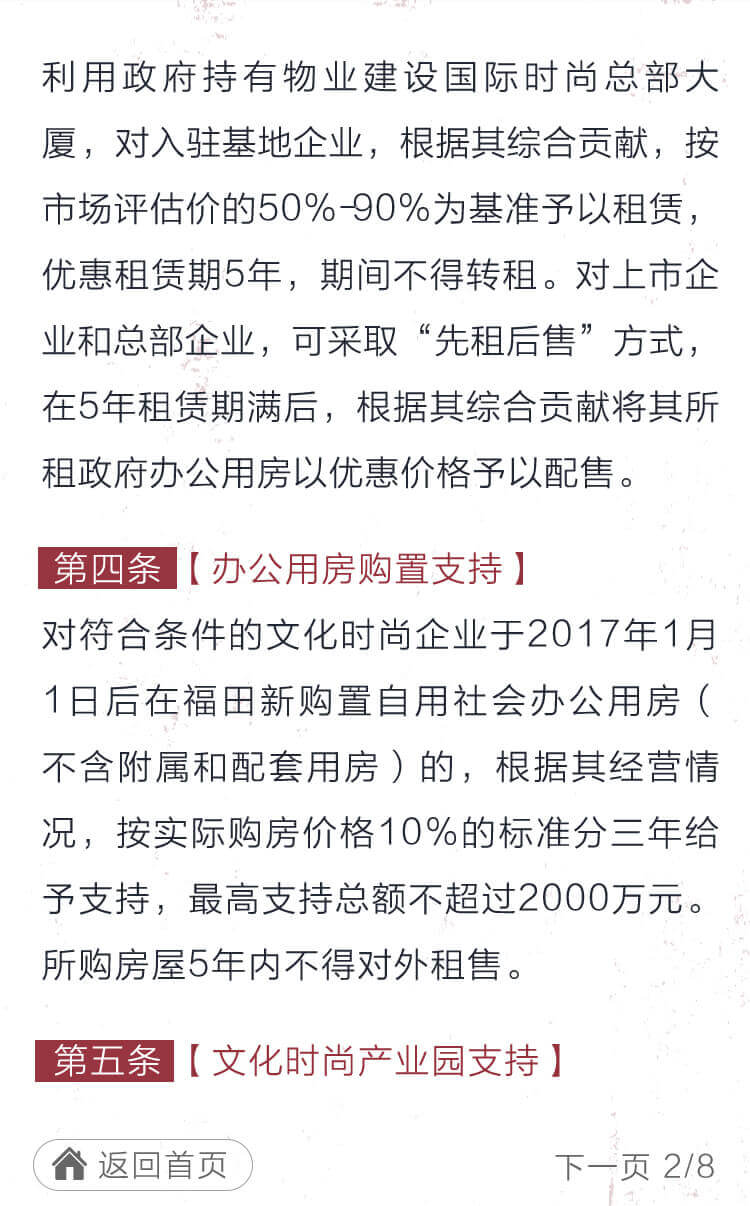 利用政府持有物业建设国际时尚总部大
厦，对入驻基地企业，根据其综合贡献，按
市场评估价的50%-90%为基准予以租赁，
优惠租赁期5年，期间不得转租。对上市企
业和总部企业，可采取“先租后售”方式，
在5年租赁期满后，根据其综合贡献将其所
租政府办公用房以优惠价格予以配售。
第四条【办公用房购置支持】
对符合条件的文化时尚企业于2017年1月
1日后在福田新购置自用社会办公用房（
不含附属和配套用房）的，根据其经营情
况，按实际购房价格10%的标准分三年给
予支持，最高支持总额不超过2000万元。
所购房屋5年内不得对外租售。
第五条【文化时尚产业园支持】
返回首页 下一页 2/8